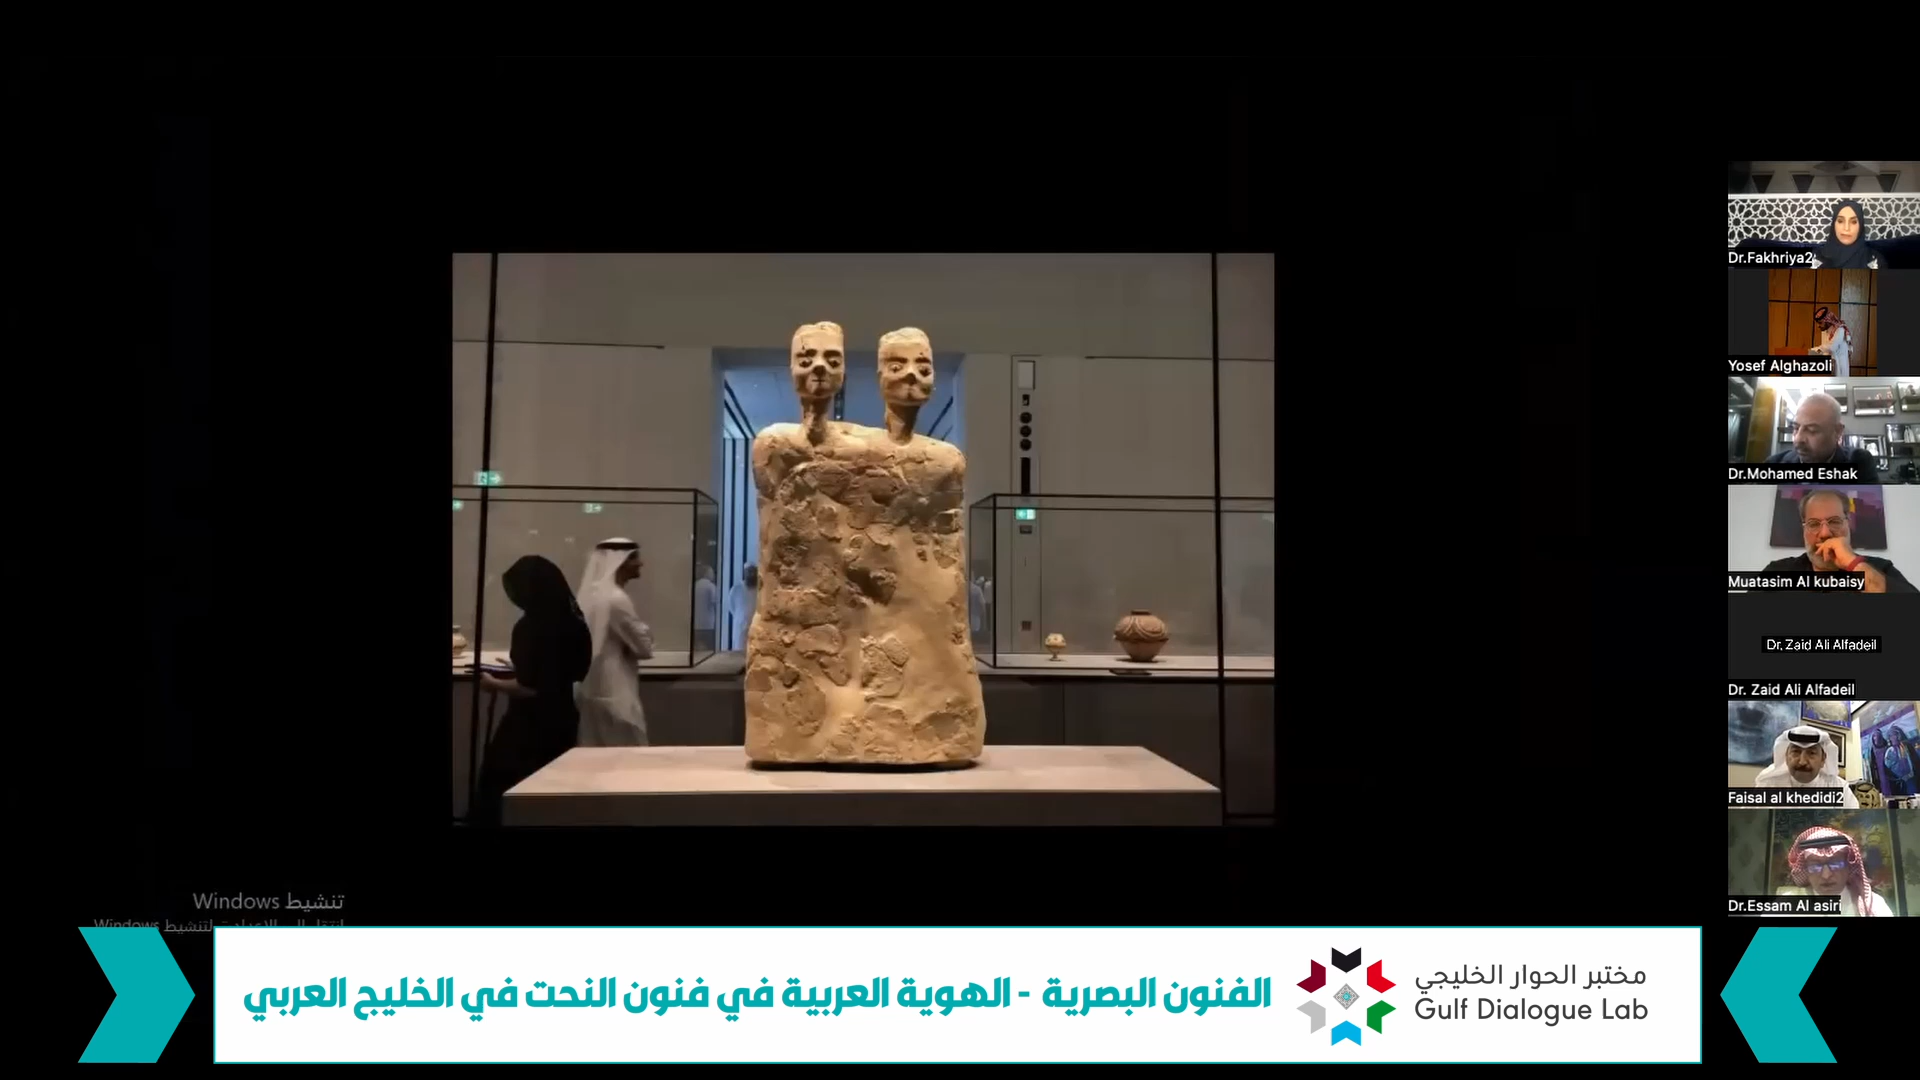 Dr.Fakhriya2
Yosef Alghazoli
Dr.Mohamed Eshak
Muatasim Al kubaisy
Dr. Zaid Ali Alfadeil
Dr. Zaid Ali Alfadeil
Faisal al khedidi2
Dr.Essam Al asiri
تنشيط Windows
لتنشيط Windows
الفنون البصرية - الهوية العربية في فنون النحت في الخليج العربي
مختبر الحوار الخليجي
Gulf Dialogue Lab